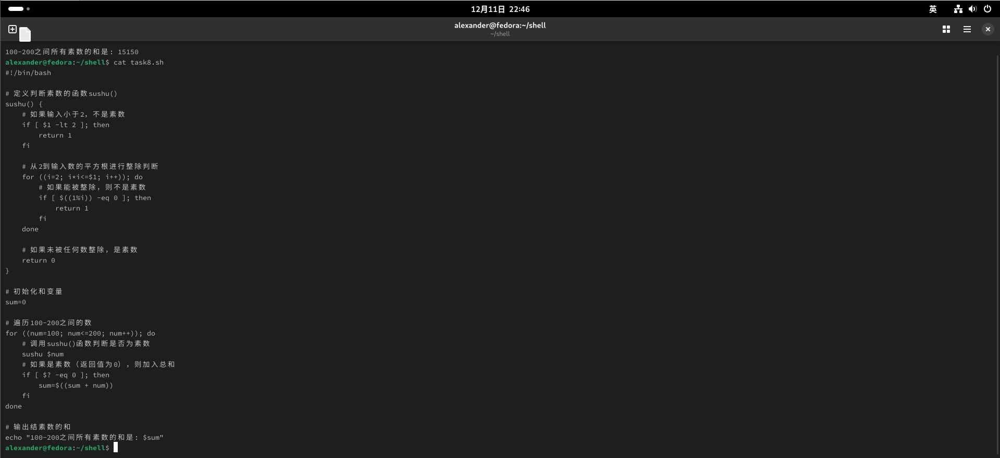 12月11日 22:46
英
alexander@fedora:~/shell
~/shell
100-200之间所有素数的和是: 15150
alexander@fedora:~/shell$ cat task8.sh
#!/bin/bash
# 定义判断素数的函数sushu()
sushu() {
# 如果输入小于2，不是素数
if [ $1 -lt 2 ]; then
return 1
fi
# 从2到输入数的平方根进行整除判断
for ((i=2; i*i<=$1; i++)); do
# 如果能被整除，则不是素数
if [ $((1%i)) -eq 0 ]; then
return 1
fi
done
# 如果未被任何数整除，是素数
return 0
}
# 初始化和变量
sum=0
# 遍历100-200之间的数
for ((num=100; num<=200; num++)); do
# 调用sushu()函数判断是否为素数
sushu $num
# 如果是素数（返回值为0），则加入总和
if [ $? -eq 0 ]; then
sum=$((sum + num))
fi
done
# 输出结素数的和
echo "100-200之间所有素数的和是: $sum"
alexander@fedora:~/shell$